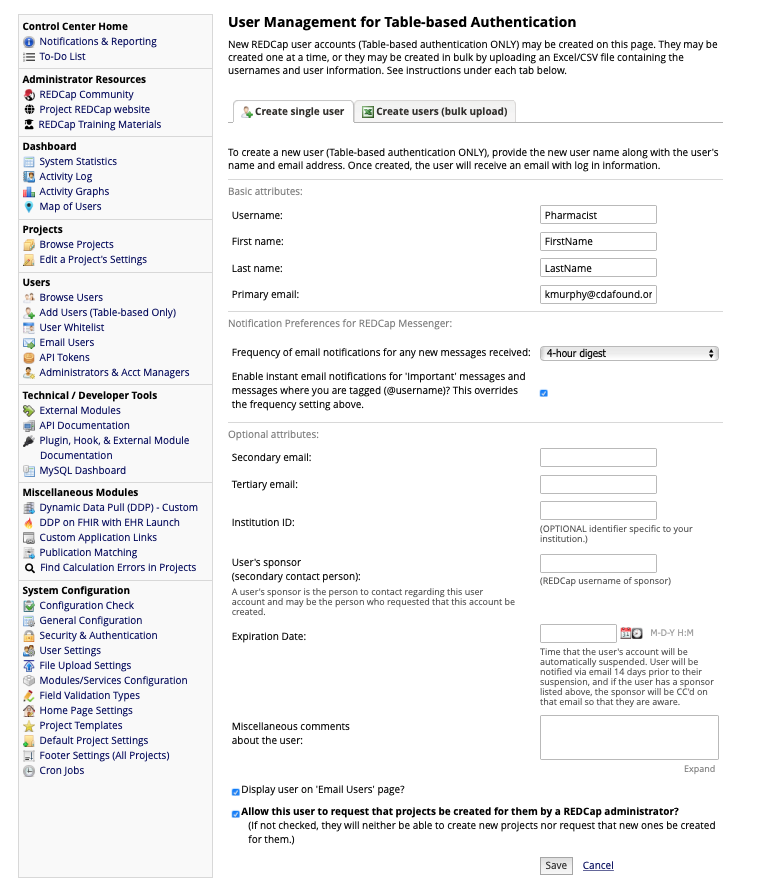 Control Center Home
Notifications & Reporting
To-Do List
Administrator Resources
REDCap Community
Project REDCap website
REDCap Training Materials
Dashboard
System Statistics
Activity Log
Activity Graphs
Map of Users
Projects
Browse Projects
Edit a Project's Settings
Users
Browse Users
Add Users (Table-based Only)
User Whitelist
Email Users
API Tokens
Administrators & Acct Managers
Technical / Developer Tools
External Modules
API Documentation
Plugin, Hook, & External Module
Documentation
MySQL Dashboard
Miscellaneous Modules
Dynamic Data Pull (DDP) - Custom
DDP on FHIR with EHR Launch
Custom Application Links
Publication Matching
Find Calculation Errors in Projects
System Configuration
Configuration Check
General Configuration
Security & Authentication
User Settings
File Upload Settings
Modules/Services Configuration
Field Validation Types
Home Page Settings
Project Templates
Default Project Settings
Footer Settings (All Projects)
Cron Jobs
User Management for Table-based Authentication
New REDCap user accounts (Table-based authentication ONLY) may be created on this page. They may be
created one at a time, or they may be created in bulk by uploading an Excel/CSV file containing the
usernames and user information. See instructions under each tab below.
Create single user
Create users (bulk upload)
To create a new user (Table-based authentication ONLY), provide the new user name along with the user's
name and email address. Once created, the user will receive an email with log in information.
Basic attributes:
Username: Pharmacist
First name: FirstName
Last name: LastName
Primary email: kmurphy@cdafound.or
Notification Preferences for REDCap Messenger:
Frequency of email notifications for any new messages received: 4-hour digest
Enable instant email notifications for 'Important' messages and
messages where you are tagged (@username)? This overrides
the frequency setting above.
Optional attributes:
Secondary email:
Tertiary email:
Institution ID:
(OPTIONAL identifier specific to your
institution.)
User's sponsor
(secondary contact person):
(REDCap username of sponsor)
A user's sponsor is the person to contact regarding this user
account and may be the person who requested that this account be
created.
Expiration Date:
M-D-Y H:M
Time that the user's account will be
automatically suspended. User will be
notified via email 14 days prior to their
suspension, and if the user has a sponsor
listed above, the sponsor will be CC'd on
that email so that they are aware.
Miscellaneous comments
about the user:
Expand
Display user on 'Email Users' page?
Allow this user to request that projects be created for them by a REDCap administrator?
(If not checked, they will neither be able to create new projects nor request that new ones be created
for them.)
Save Cancel